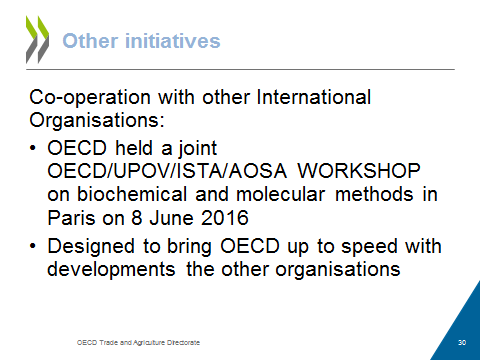 Other initiatives
Co-operation with other International
Organisations:
• OECD held a joint
OECD/UPOV/ISTA/AOSA WORKSHOP
on biochemical and molecular methods in
Paris on 8 June 2016
• Designed to bring OECD up to speed with
developments the other organisations
OECD Trade and Agriculture Directorate
30